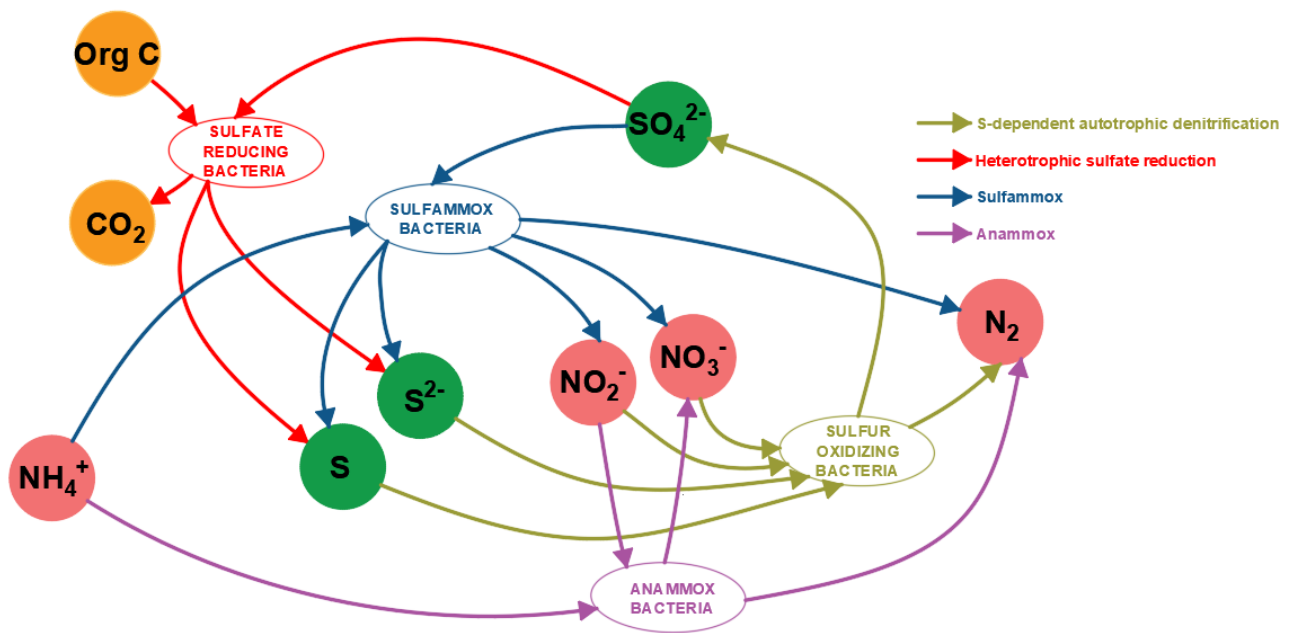 Org C
SULFATE
REDUCING
BACTERIA
CO₂
SO₄²⁻
S-dependent autotrophic denitrification
Heterotrophic sulfate reduction
Sulfammox
Anammox
SULFAMMOX
BACTERIA
N₂
NO₃⁻
NO₂⁻
S²⁻
S
NH₄⁺
SULFUR
OXIDIZING
BACTERIA
ANAMMOX
BACTERIA